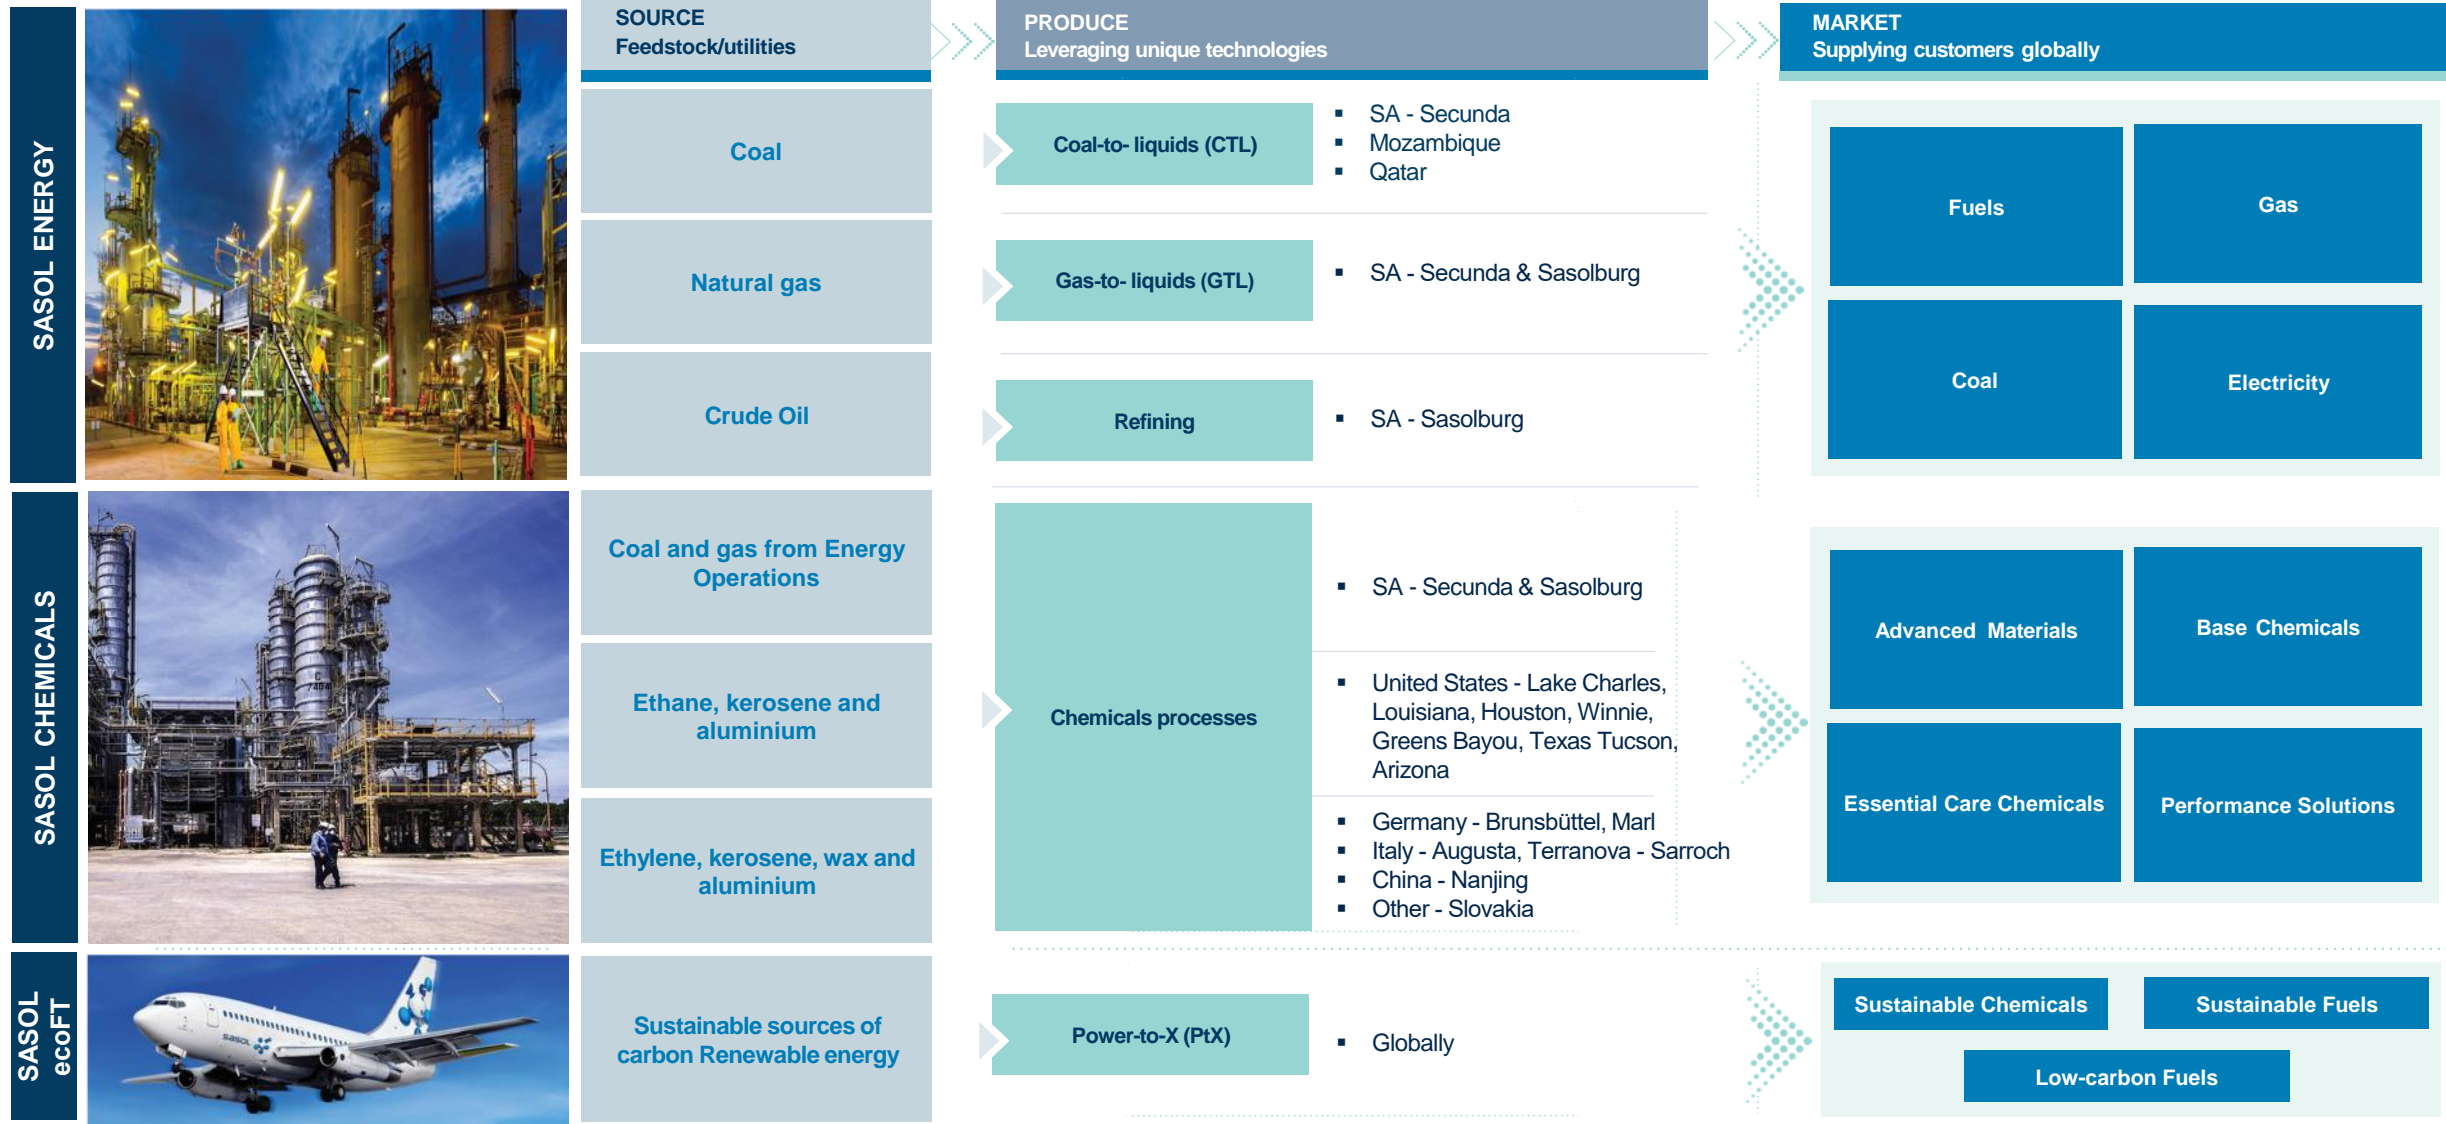 SOURCE
Feedstock/utilities
PRODUCE
Leveraging unique technologies
MARKET
Supplying customers globally
SASOL ENERGY
Coal
Coal-to- liquids (CTL)
▪ SA - Secunda
▪ Mozambique
▪ Qatar
Natural gas
Gas-to- liquids (GTL)
▪ SA - Secunda & Sasolburg
Crude Oil
Refining
▪ SA - Sasolburg
Fuels
Gas
Coal
Electricity
SASOL CHEMICALS
Coal and gas from Energy
Operations
Ethane, kerosene and
aluminium
Ethylene, kerosene, wax and
aluminium
Chemicals processes
▪ SA - Secunda & Sasolburg
▪ United States - Lake Charles,
Louisiana, Houston, Winnie,
Greens Bayou, Texas Tucson,
Arizona
▪ Germany - Brunsbüttel, Marl
▪ Italy - Augusta, Terranova - Sarroch
▪ China - Nanjing
▪ Other - Slovakia
Advanced Materials
Base Chemicals
Essential Care Chemicals
Performance Solutions
SASOL
ecoFT
sasol
Sustainable sources of
carbon Renewable energy
Power-to-X (PtX)
▪ Globally
Sustainable Chemicals
Sustainable Fuels
Low-carbon Fuels